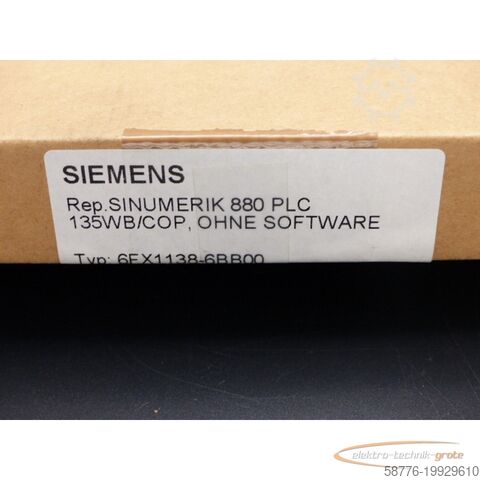 SIEMENS
Rep.SINUMERIK 880 PLC
135WB/COP, OHNE SOFTWARE
Typ: 6FX1138-6BB00
elektro-technik-grote
58776-19929610